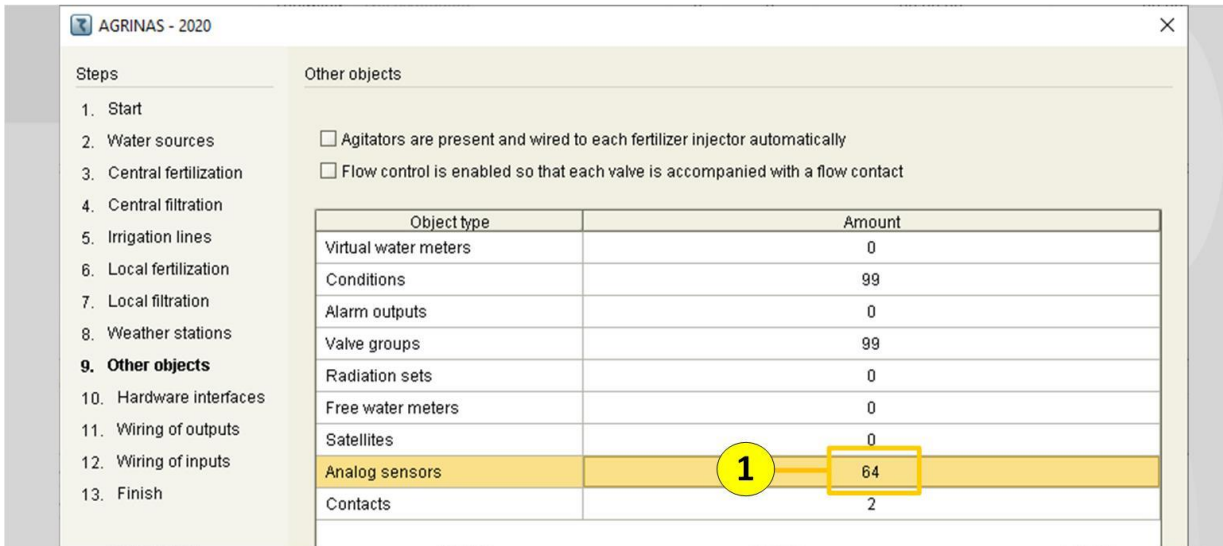 AGRINAS - 2020
Steps
1. Start
2. Water sources
3. Central fertilization
4. Central filtration
5. Irrigation lines
6. Local fertilization
7. Local filtration
8. Weather stations
9. Other objects
10. Hardware interfaces
11. Wiring of outputs
12. Wiring of inputs
13. Finish
Other objects
Agitators are present and wired to each fertilizer injector automatically
Flow control is enabled so that each valve is accompanied with a flow contact
Object type Amount
Virtual water meters 0
Conditions 99
Alarm outputs 0
Valve groups 99
Radiation sets 0
Free water meters 0
Satellites 0
Analog sensors 1 64
Contacts 2